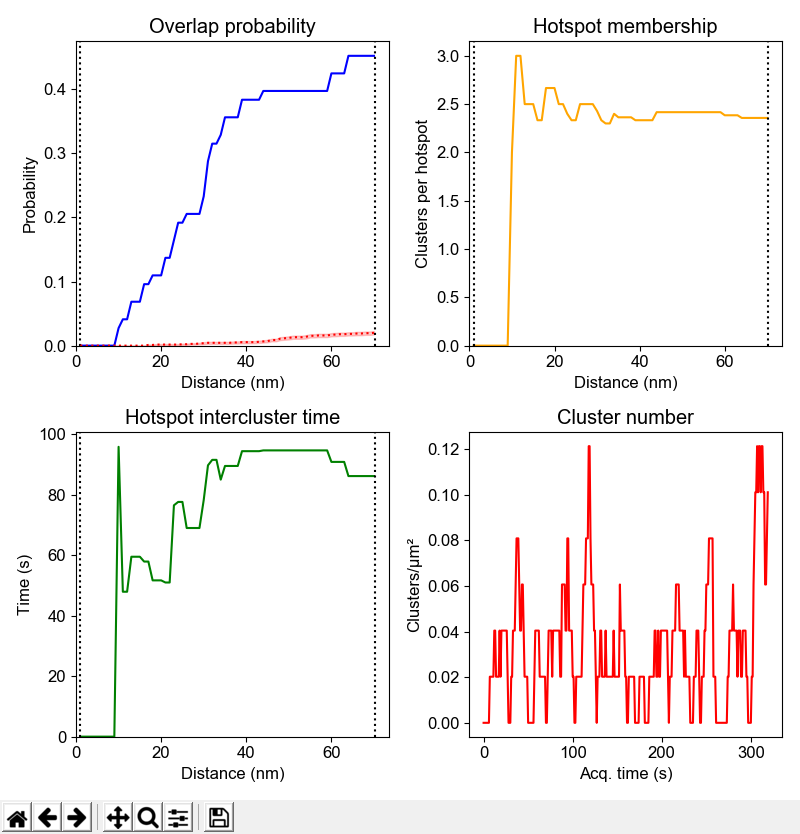 Overlap probability
Probability
0.4
0.3
0.2
0.1
0.0
0 20 40 60
Distance (nm)
Hotspot membership
Clusters per hotspot
3.0
2.5
2.0
1.5
1.0
0.5
0.0
0 20 40 60
Distance (nm)
Hotspot intercluster time
Time (s)
100
80
60
40
20
0
0 20 40 60
Distance (nm)
Cluster number
Clusters/μm²
0.12
0.10
0.08
0.06
0.04
0.02
0.00
0 100 200 300
Acq. time (s)